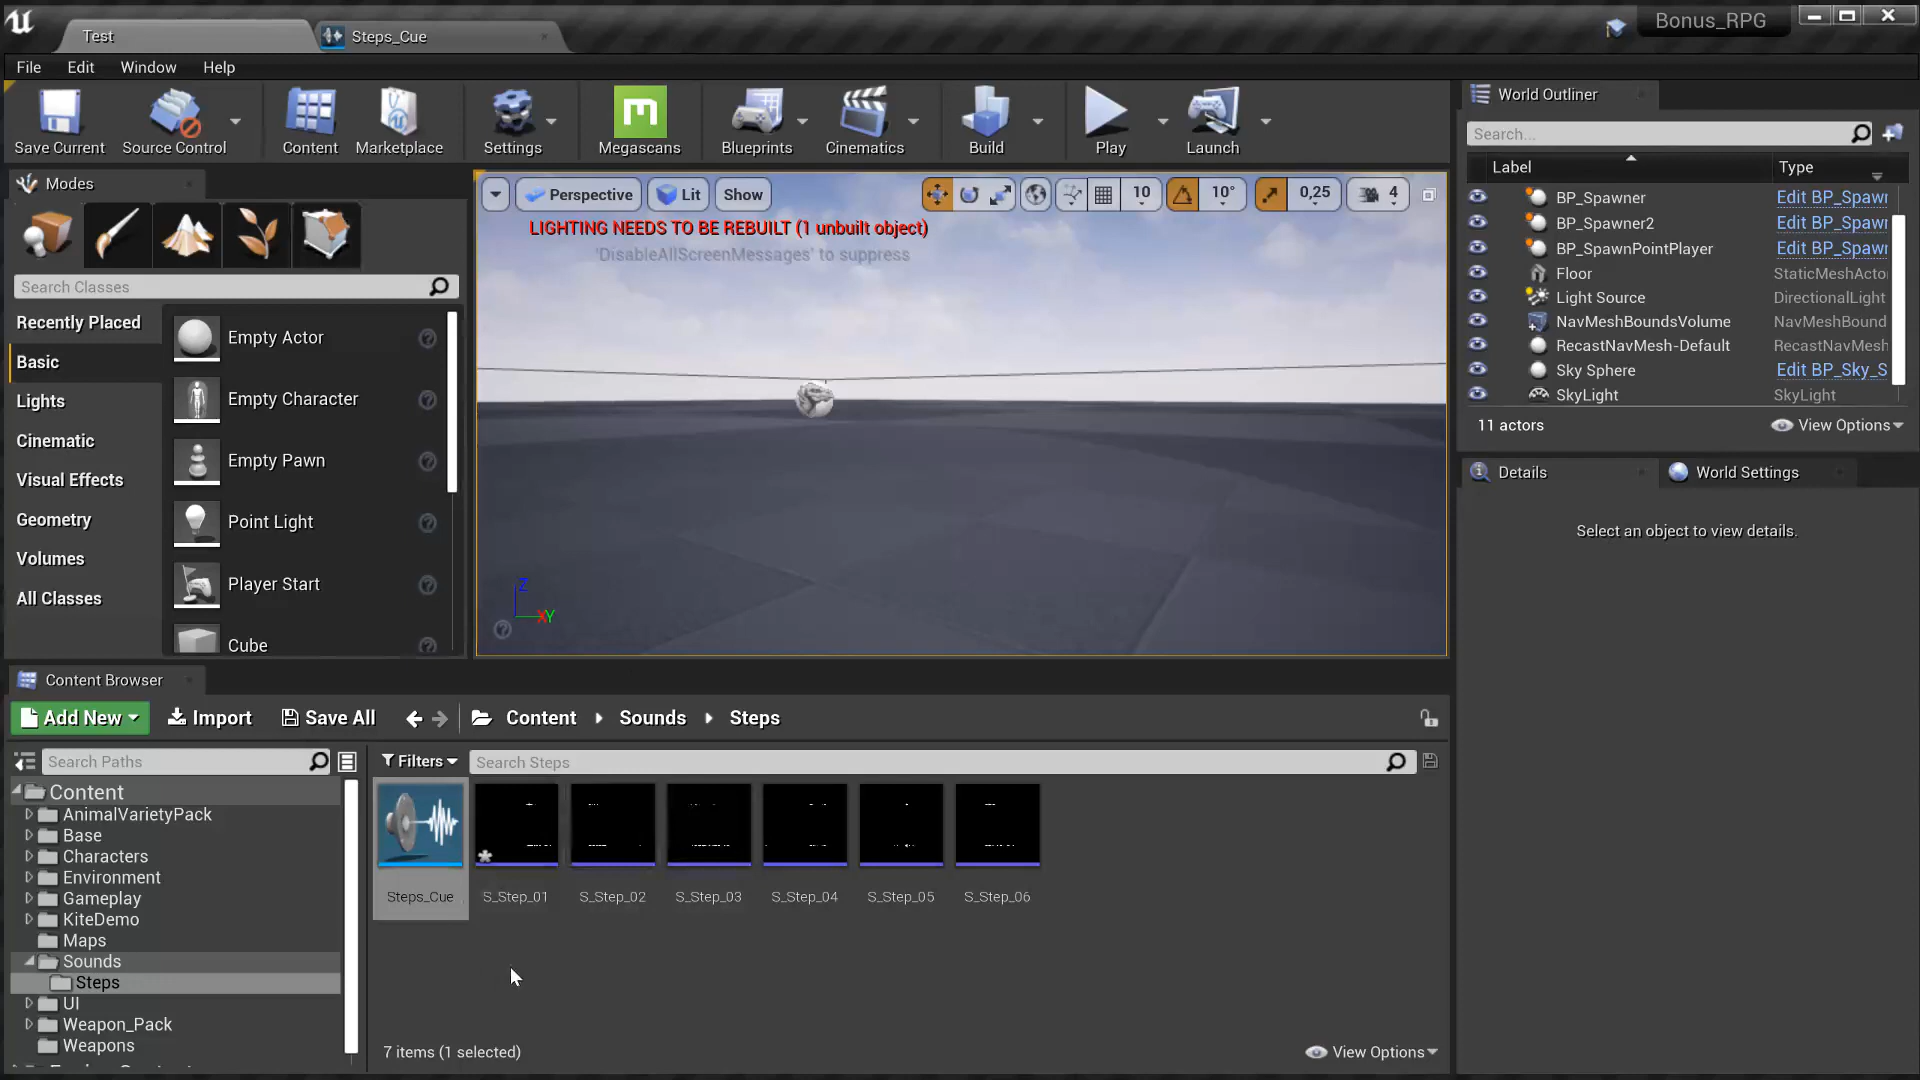 Test
Steps_Cue
Bonus_RPG
File Edit Window Help
Save Current
Source Control
Content
Marketplace
Settings
Megascans
Blueprints
Cinematics
Build
Play
Launch
Modes
Search Classes
Recently Placed
Basic
Lights
Cinematic
Visual Effects
Geometry
Volumes
All Classes
Empty Actor
Empty Character
Empty Pawn
Point Light
Player Start
Cube
Perspective
Lit
Show
10
10°
0,25
4
LIGHTING NEEDS TO BE REBUILT (1 unbuilt object)
'DisableAllScreenMessages' to suppress
Z
X
Y
World Outliner
Search...
Label Type
BP_Spawner Edit BP_Spawr
BP_Spawner2 Edit BP_Spawr
BP_SpawnPointPlayer Edit BP_Spawr
Floor StaticMeshActo
Light Source DirectionalLight
NavMeshBoundsVolume NavMeshBound
RecastNavMesh-Default RecastNavMesh
Sky Sphere Edit BP_Sky_S
SkyLight SkyLight
11 actors
View Options
Details
World Settings
Select an object to view details.
Content Browser
Add New
Import
Save All
Content
Sounds
Steps
Search Paths
Filters
Search Steps
Content
AnimalVarietyPack
Base
Characters
Environment
Gameplay
KiteDemo
Maps
Sounds
Steps
UI
Weapon_Pack
Weapons
Steps_Cue
S_Step_01
S_Step_02
S_Step_03
S_Step_04
S_Step_05
S_Step_06
7 items (1 selected)
View Options